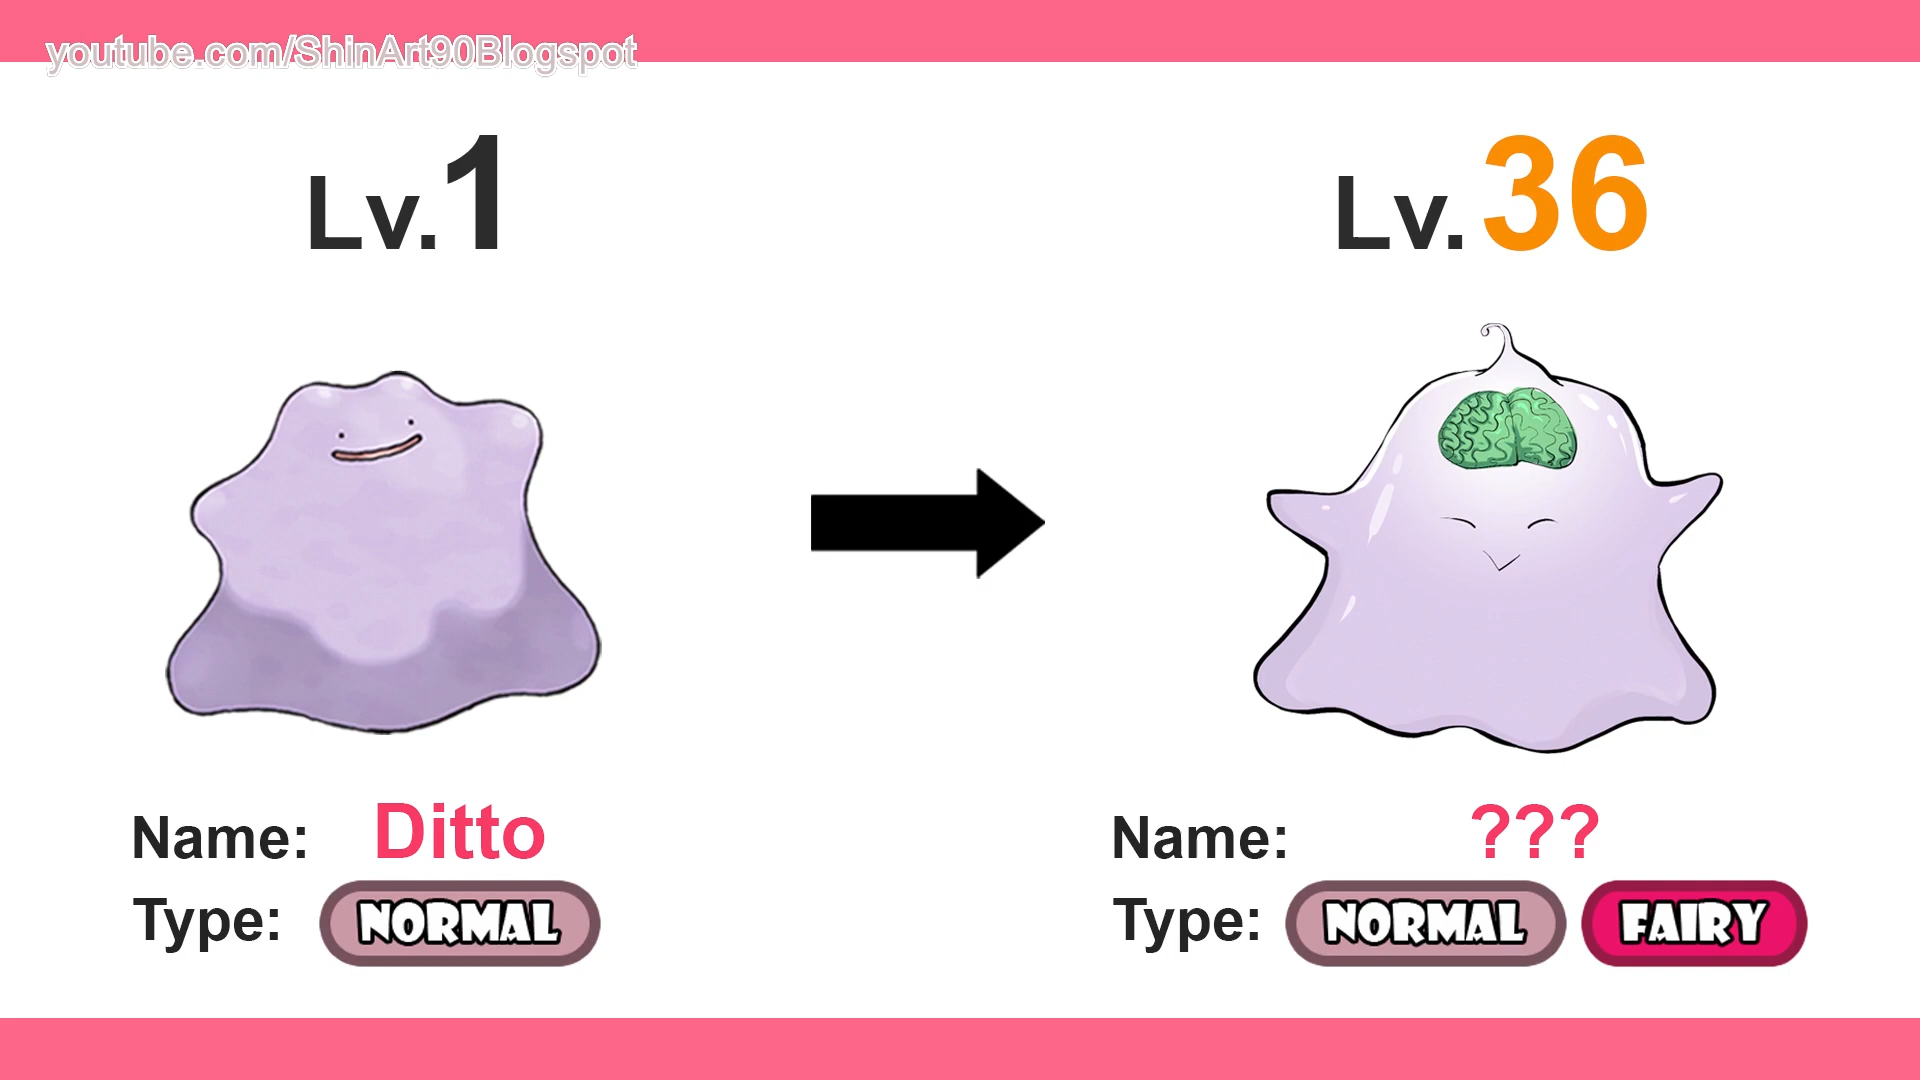 youtube.com/ShinArt90Blogspot
Lv.1
Lv.36
Name: Ditto
Type: NORMAL
Name: ???
Type: NORMAL FAIRY